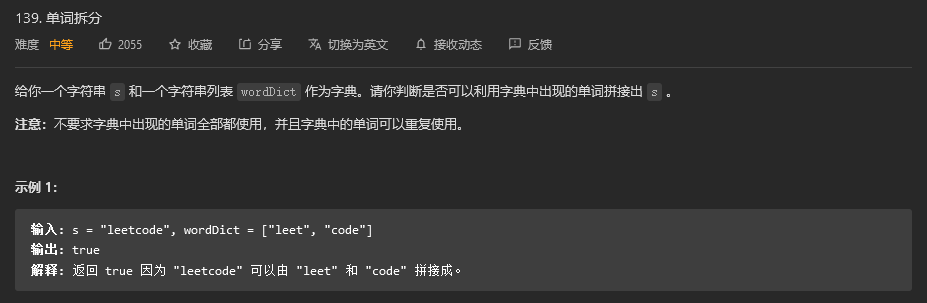 139. 单词拆分
难度 中等 2055 收藏 分享 切换为英文 接收动态 反馈
给你一个字符串 s 和一个字符串列表 wordDict 作为字典。请你判断是否可以利用字典中出现的单词拼接出 s 。
注意：不要求字典中出现的单词全部都使用，并且字典中的单词可以重复使用。
示例 1：
输入: s = "leetcode", wordDict = ["leet", "code"]
输出: true
解释: 返回 true 因为 "leetcode" 可以由 "leet" 和 "code" 拼接成。